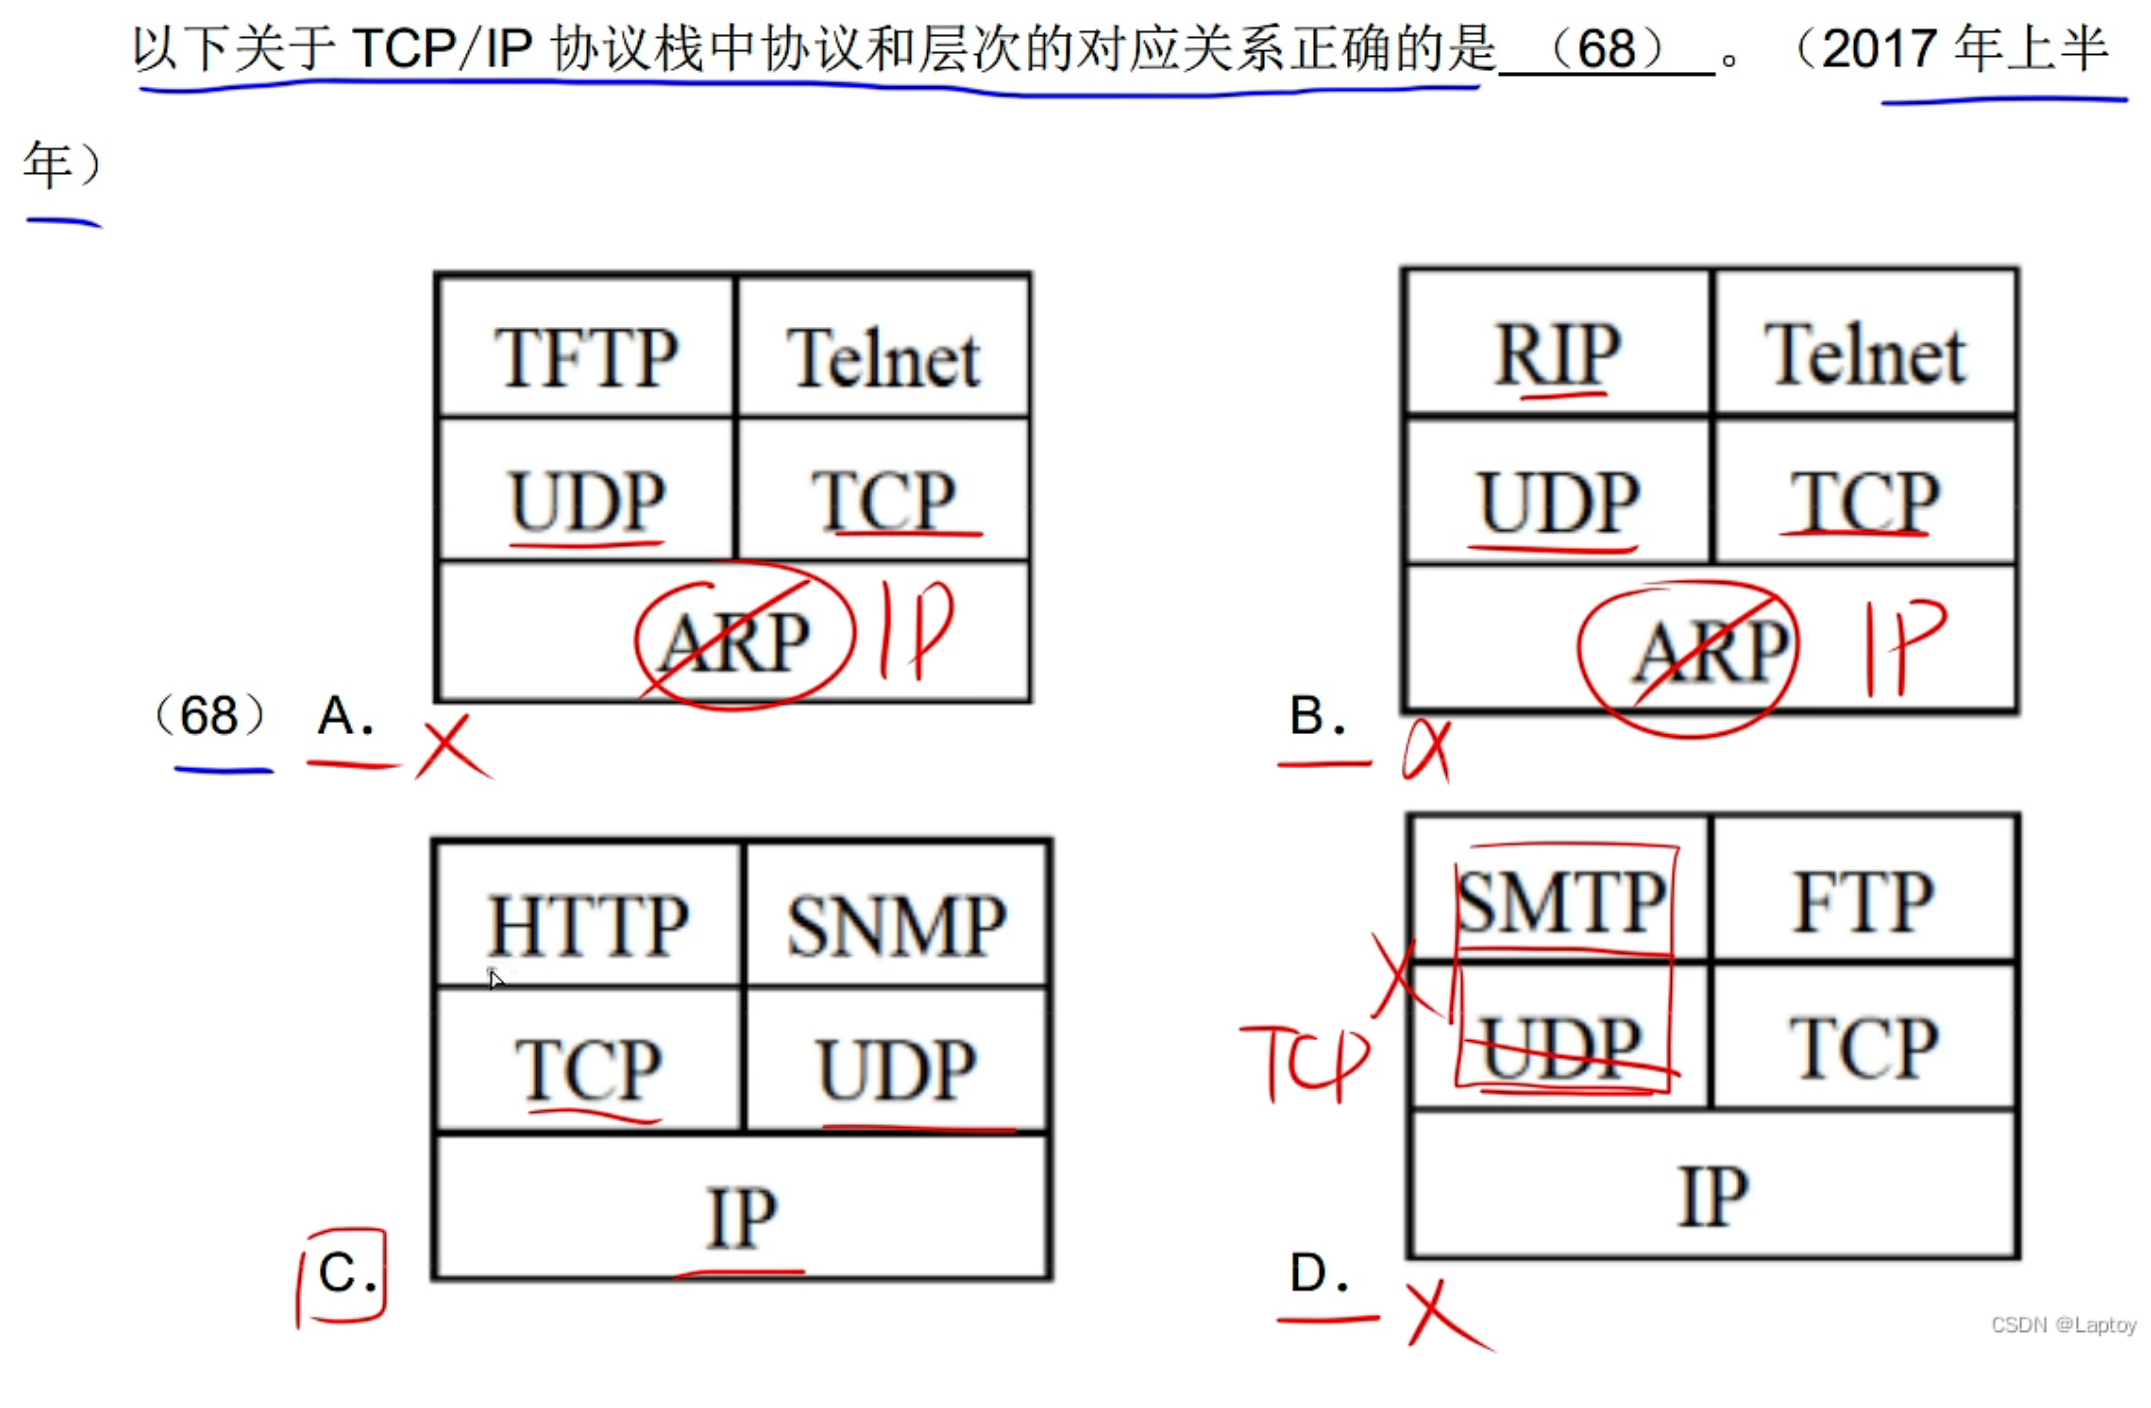 以下关于 TCP/IP 协议栈中协议和层次的对应关系正确的是 （68） 。（2017 年上半
年）
TFTP Telnet
UDP TCP
ARP IP
（68） A. X
RIP Telnet
UDP TCP
ARP IP
B.
HTTP SNMP
TCP UDP
IP
C.
SMTP FTP
X
TCP UDP TCP
IP
D. X
CSDN @Laptoy